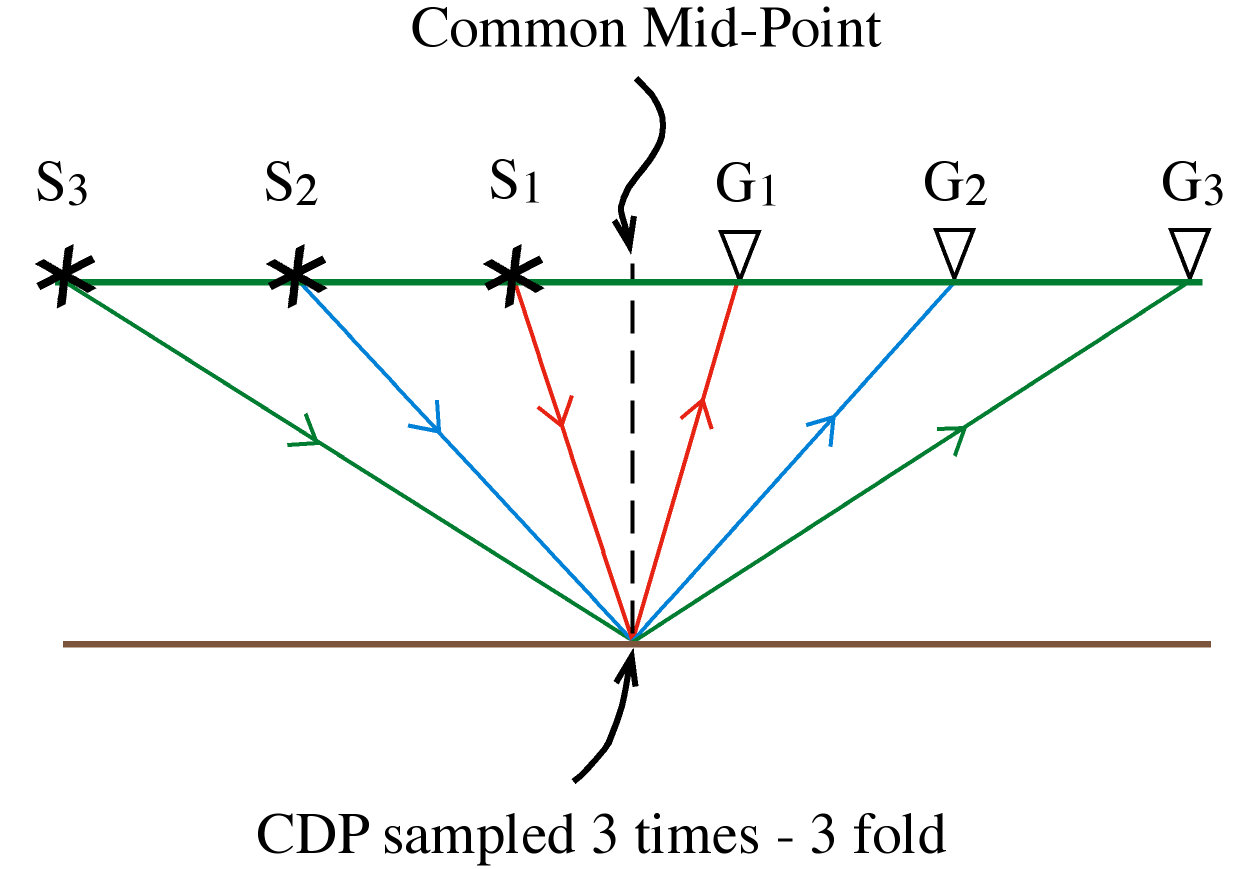 Common Mid-Point
S3 S2 S1 G1 G2 G3
CDP sampled 3 times - 3 fold